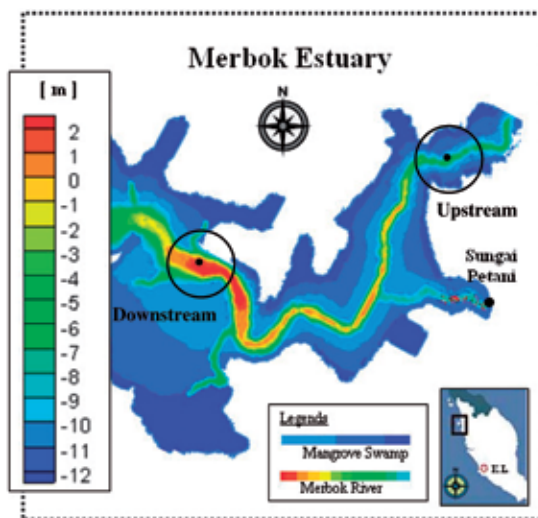 Merbok Estuary
[ m ]
2
1
0
-1
-2
-3
-4
-5
-6
-7
-8
-9
-10
-11
-12
N
Upstream
Sungai
Petani
Downstream
Legends
Mangrove Swamp
Merbok River